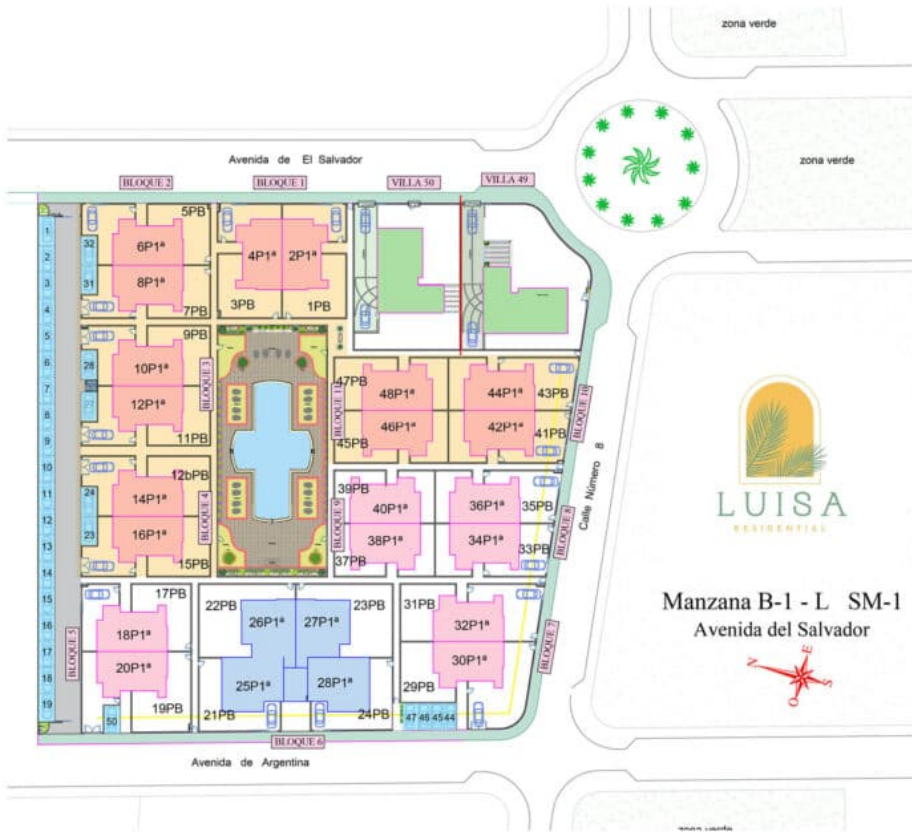 zona verde
Avenida de El Salvador
zona verde
BLOQUE 2
BLOQUE 1
VILLA 50
VILLA 49
1
2
3
4
5
6
7
8
9
10
11
12
13
14
15
16
17
18
19
32
31
28
27
24
23
5PB
6P1ª
8P1ª
7PB
4P1ª
2P1ª
3PB
1PB
9PB
10P1ª
12P1ª
11PB
BLOQUE 3
12bPB
14P1ª
16P1ª
15PB
BLOQUE 4
47PB
48P1ª
46P1ª
45PB
BLOQUE 11
44P1ª
43PB
42P1ª
41PB
BLOQUE 10
39PB
40P1ª
38P1ª
37PB
BLOQUE 9
36P1ª
35PB
34P1ª
33PB
BLOQUE 8
Calle Número 8
17PB
18P1ª
20P1ª
19PB
BLOQUE 5
50
22PB
26P1ª
27P1ª
23PB
25P1ª
28P1ª
21PB
24PB
BLOQUE 6
31PB
32P1ª
30P1ª
29PB
BLOQUE 7
47 46 45 44
Avenida de Argentina
LUISA
RESIDENTIAL
Manzana B-1 - L SM-1
Avenida del Salvador
N
E
S
O
zona verde